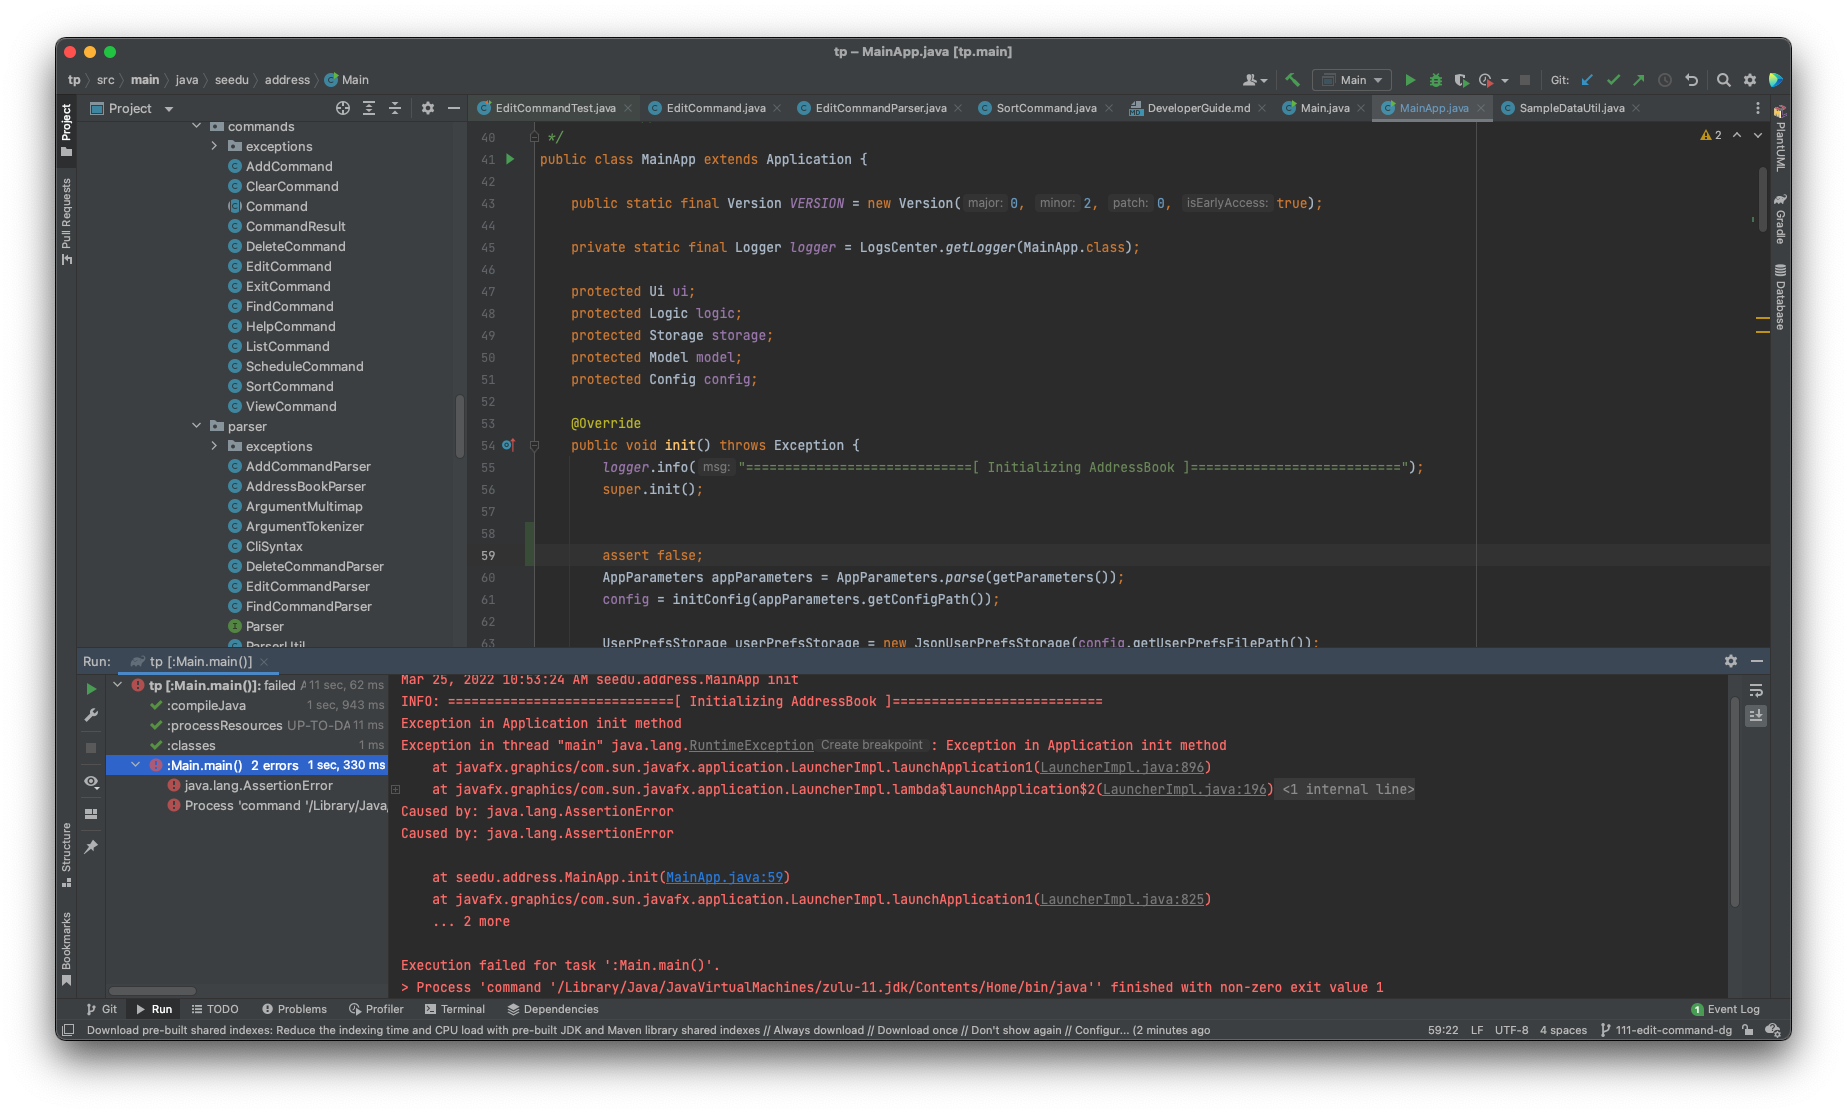 tp – MainApp.java [tp.main]
tp src main java seedu address Main
Main Git:
Project
EditCommandTest.java EditCommand.java EditCommandParser.java SortCommand.java DeveloperGuide.md Main.java MainApp.java SampleDataUtil.java
Project
Pull Requests
Structure
Bookmarks
commands
exceptions
AddCommand
ClearCommand
Command
CommandResult
DeleteCommand
EditCommand
ExitCommand
FindCommand
HelpCommand
ListCommand
ScheduleCommand
SortCommand
ViewCommand
parser
exceptions
AddCommandParser
AddressBookParser
ArgumentMultimap
ArgumentTokenizer
CliSyntax
DeleteCommandParser
EditCommandParser
FindCommandParser
Parser
ParserUtil
2
40 */
41 public class MainApp extends Application {
42
43 public static final Version VERSION = new Version( major: 0, minor: 2, patch: 0, isEarlyAccess: true);
44
45 private static final Logger logger = LogsCenter.getLogger(MainApp.class);
46
47 protected Ui ui;
48 protected Logic logic;
49 protected Storage storage;
50 protected Model model;
51 protected Config config;
52
53 @Override
54 public void init() throws Exception {
55 logger.info( msg: "=============================[ Initializing AddressBook ]===========================");
56 super.init();
57
58
59 assert false;
60 AppParameters appParameters = AppParameters.parse(getParameters());
61 config = initConfig(appParameters.getConfigPath());
62
63 UserPrefsStorage userPrefsStorage = new JsonUserPrefsStorage(config.getUserPrefsFilePath());
PlantUML
Gradle
Database
Run: tp [:Main.main()]
tp [:Main.main()]: failed 11 sec, 62 ms
:compileJava 1 sec, 943 ms
:processResources UP-TO-DA 11 ms
:classes 1 ms
:Main.main() 2 errors 1 sec, 330 ms
java.lang.AssertionError
Process 'command '/Library/Java,
Mar 25, 2022 10:53:24 AM seedu.address.MainApp init
INFO: =============================[ Initializing AddressBook ]===========================
Exception in Application init method
Exception in thread "main" java.lang.RuntimeException Create breakpoint : Exception in Application init method
at javafx.graphics/com.sun.javafx.application.LauncherImpl.launchApplication1(LauncherImpl.java:896)
at javafx.graphics/com.sun.javafx.application.LauncherImpl.lambda$launchApplication$2(LauncherImpl.java:196) <1 internal line>
Caused by: java.lang.AssertionError
Caused by: java.lang.AssertionError
at seedu.address.MainApp.init(MainApp.java:59)
at javafx.graphics/com.sun.javafx.application.LauncherImpl.launchApplication1(LauncherImpl.java:825)
... 2 more
Execution failed for task ':Main.main()'.
> Process 'command '/Library/Java/JavaVirtualMachines/zulu-11.jdk/Contents/Home/bin/java'' finished with non-zero exit value 1
Git Run TODO Problems Profiler Terminal Dependencies 1 Event Log
Download pre-built shared indexes: Reduce the indexing time and CPU load with pre-built JDK and Maven library shared indexes // Always download // Download once // Don't show again // Configur... (2 minutes ago 59:22 LF UTF-8 4 spaces 111-edit-command-dg